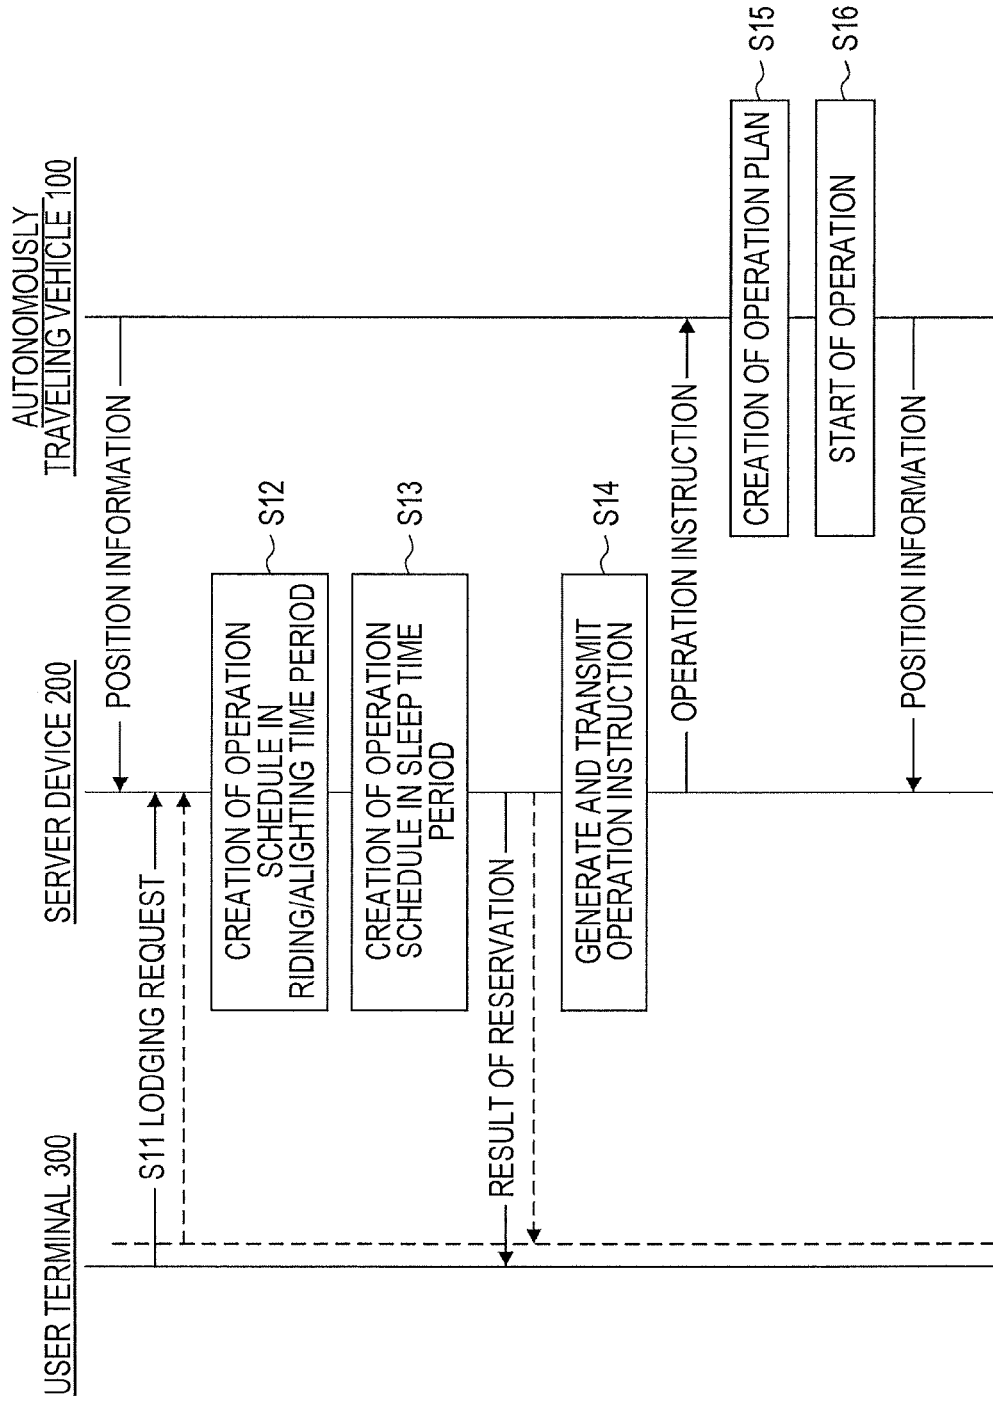 USER TERMINAL 300
SERVER DEVICE 200
AUTONOMOUSLY
TRAVELING VEHICLE 100
POSITION INFORMATION
S11 LODGING REQUEST
CREATION OF OPERATION
SCHEDULE IN
RIDING/ALIGHTING TIME PERIOD
S12
CREATION OF OPERATION
SCHEDULE IN SLEEP TIME
PERIOD
S13
RESULT OF RESERVATION
GENERATE AND TRANSMIT
OPERATION INSTRUCTION
S14
OPERATION INSTRUCTION
CREATION OF OPERATION PLAN
S15
START OF OPERATION
S16
POSITION INFORMATION